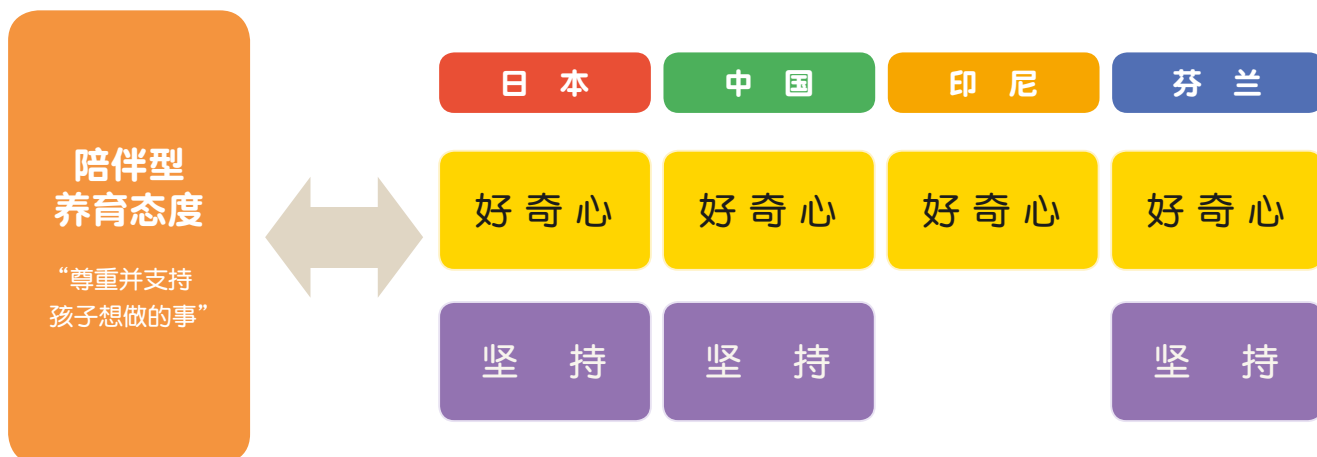 陪伴型
养育态度
“尊重并支持
孩子想做的事”
日 本 中 国 印 尼 芬 兰
好奇心 好奇心 好奇心 好奇心
坚 持 坚 持 坚 持